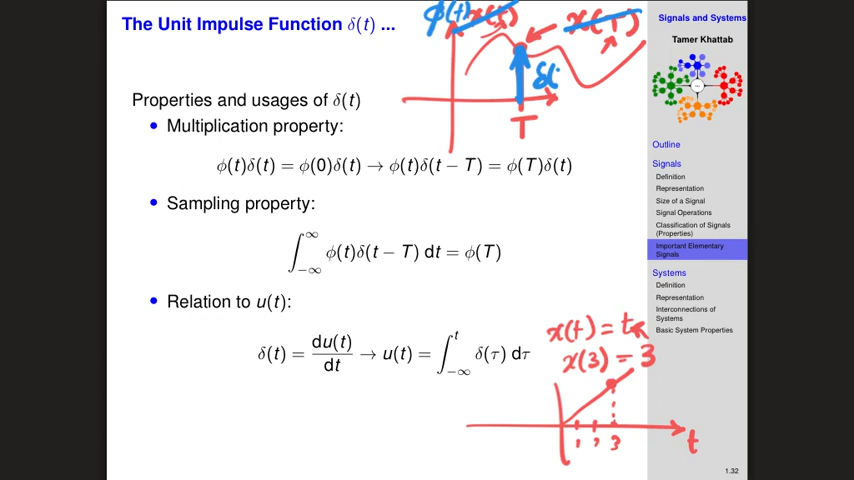 The Unit Impulse Function δ(t) ...
ϕ(t) x(t)
x(T)
δ(
T
Properties and usages of δ(t)
• Multiplication property:
ϕ(t)δ(t) = ϕ(0)δ(t) → ϕ(t)δ(t − T) = ϕ(T)δ(t)
• Sampling property:
∫_{−∞}^{∞} ϕ(t)δ(t − T) dt = ϕ(T)
• Relation to u(t):
δ(t) = du(t)/dt → u(t) = ∫_{−∞}^{t} δ(τ) dτ
x(t) = t
x(3) = 3
1 2 3
t
Signals and Systems
Tamer Khattab
Outline
Signals
Definition
Representation
Size of a Signal
Signal Operations
Classification of Signals
(Properties)
Important Elementary
Signals
Systems
Definition
Representation
Interconnections of
Systems
Basic System Properties
1.32